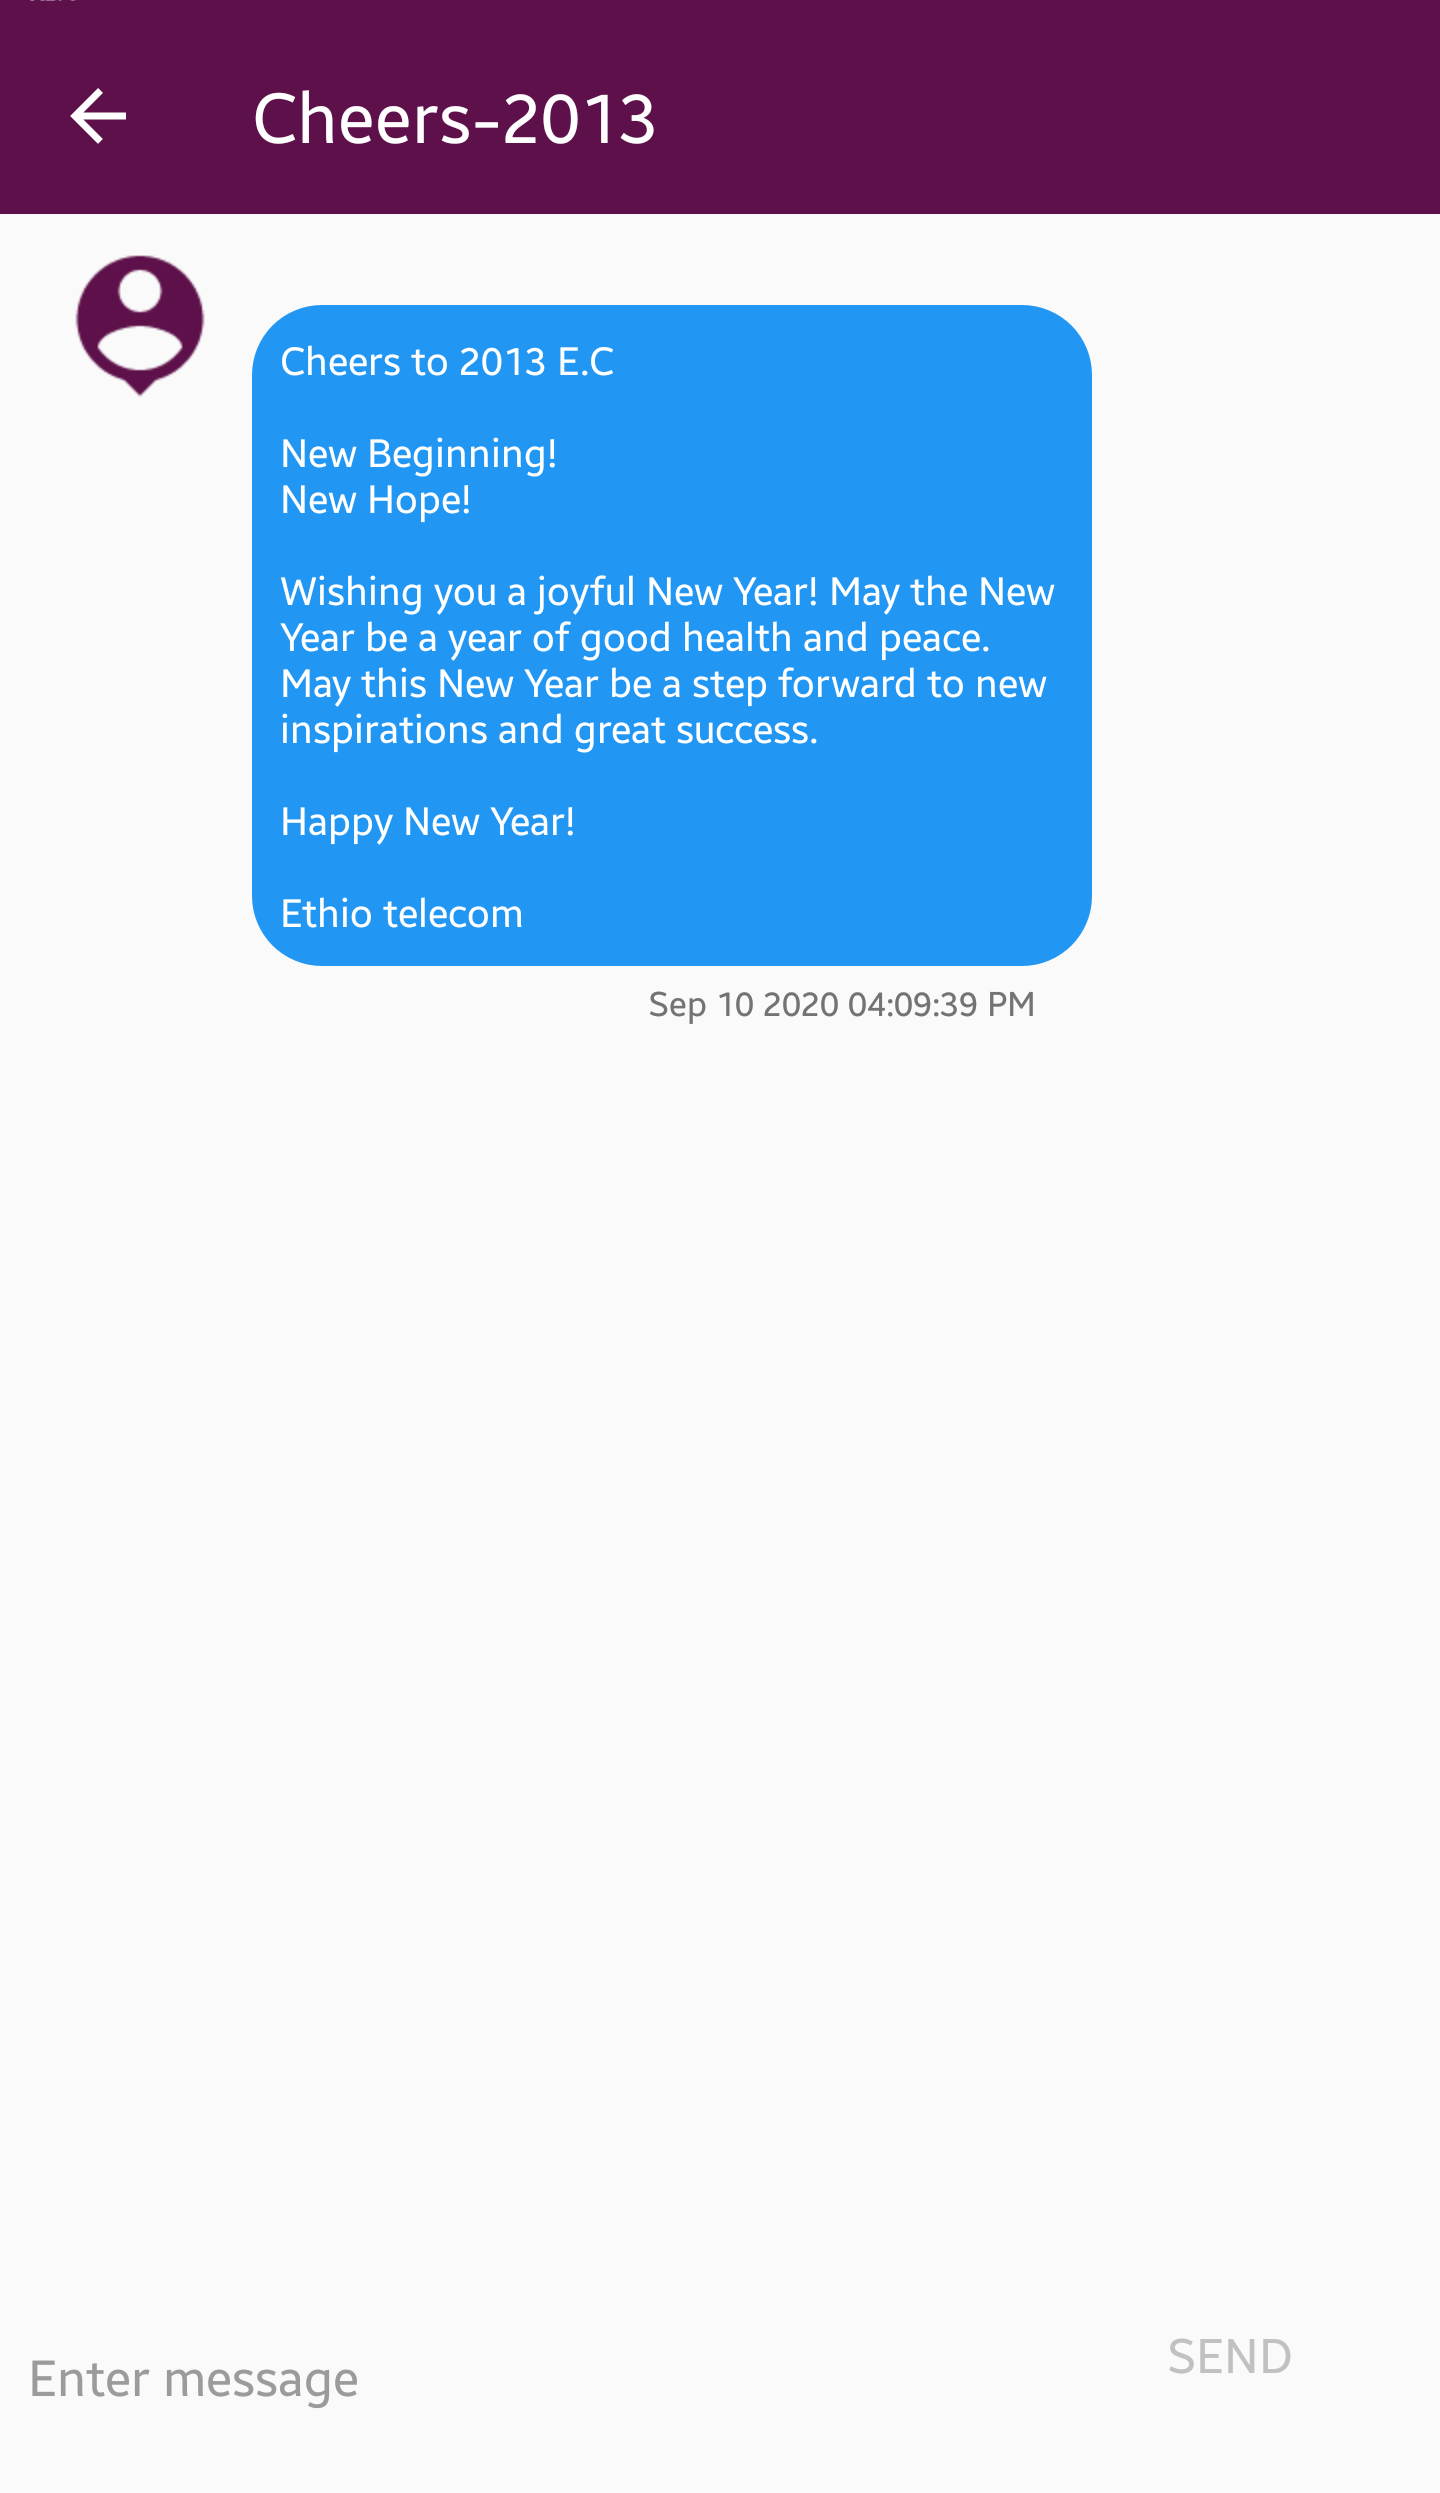 Cheers-2013
Cheers to 2013 E.C
New Beginning!
New Hope!
Wishing you a joyful New Year! May the New
Year be a year of good health and peace.
May this New Year be a step forward to new
inspirations and great success.
Happy New Year!
Ethio telecom
Sep 10 2020 04:09:39 PM
Enter message
SEND